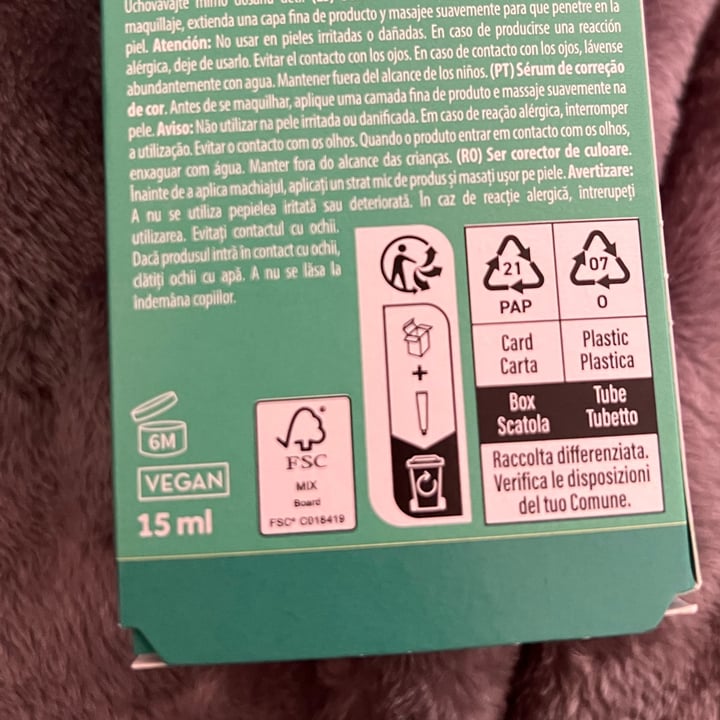 Uchovávajte mimo dosahu detí.
maquillaje, extienda una capa fina de producto y masajee suavemente para que penetre en la
piel. Atención: No usar en pieles irritadas o dañadas. En caso de producirse una reacción
alérgica, deje de usarlo. Evitar el contacto con los ojos. En caso de contacto con los ojos, lávense
abundantemente con agua. Mantener fuera del alcance de los niños. (PT) Sérum de correção
de cor. Antes de se maquilhar, aplique uma camada fina de produto e massaje suavemente na
pele. Aviso: Não utilizar na pele irritada ou danificada. Em caso de reação alérgica, interromper
a utilização. Evitar o contacto com os olhos. Quando o produto entrar em contacto com os olhos,
enxaguar com água. Manter fora do alcance das crianças. (RO) Ser corector de culoare.
Înainte de a aplica machiajul, aplicați un strat mic de produs și masați ușor pe piele. Avertizare:
A nu se utiliza pepielea iritată sau deteriorată. În caz de reacție alergică, întrerupeți
utilizarea. Evitați contactul cu ochii.
Dacă produsul intră în contact cu ochii,
clătiți ochii cu apă. A nu se lăsa la
îndemâna copiilor.
21
PAP
07
O
Card
Carta
Plastic
Plastica
Box
Scatola
Tube
Tubetto
Raccolta differenziata.
Verifica le disposizioni
del tuo Comune.
+
6M
VEGAN
15 ml
FSC
MIX
Board
FSC® C018419